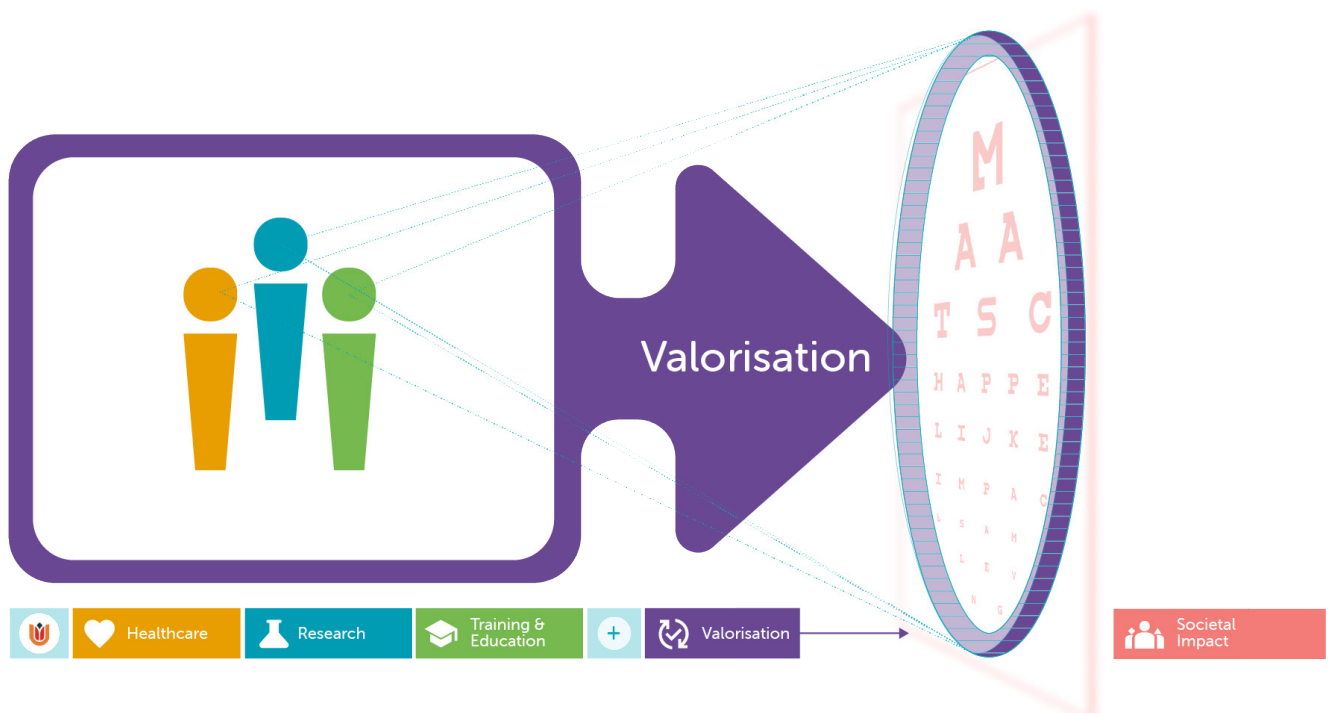 Valorisation
M
A A
T S C
H A P P E
L I J K E
I M P A C
S A M
L E
N G
Healthcare
Research
Training &
Education
+
Valorisation
Societal
Impact